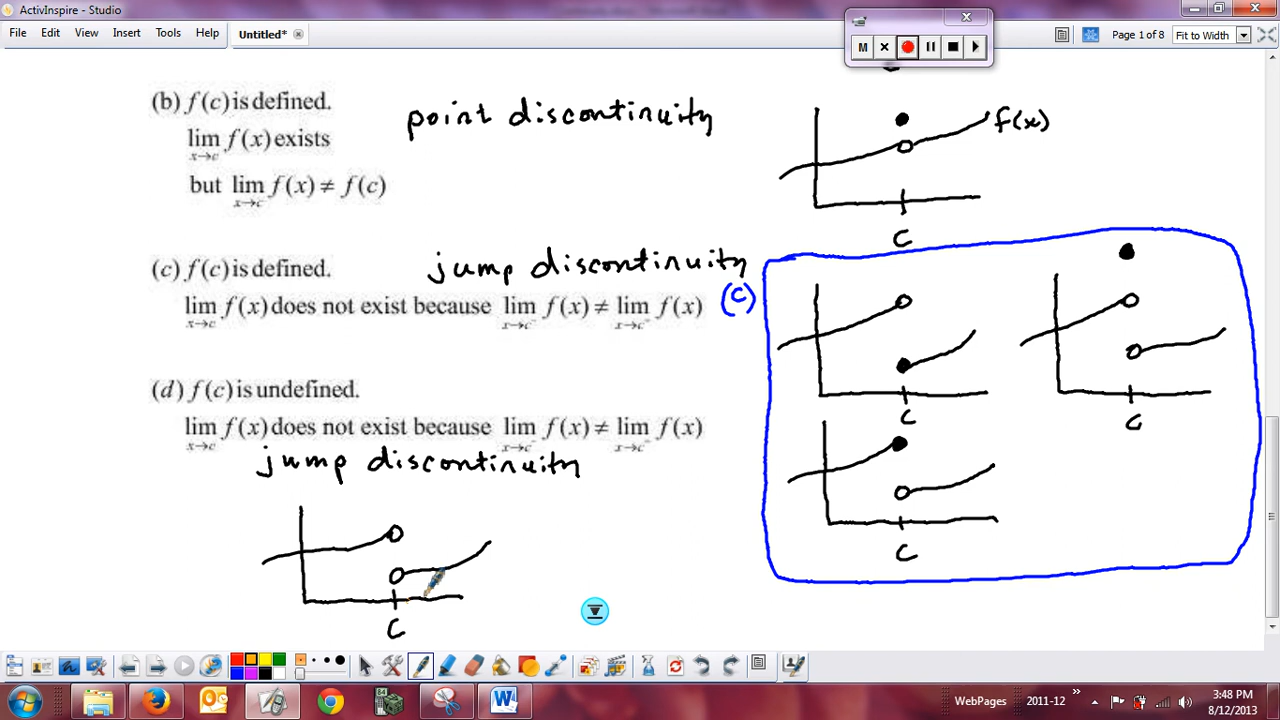 ActivInspire - Studio
File Edit View Insert Tools Help Untitled*
Page 1 of 8 Fit to Width
M
(b) f(c) is defined.
point discontinuity
lim f(x) exists
x→c
but lim f(x) ≠ f(c)
x→c
f(x)
C
(c) f(c) is defined.
jump discontinuity
lim f(x) does not exist because lim f(x) ≠ lim f(x)
x→c x→c⁻ x→c⁻
(c)
C
C
C
(d) f(c) is undefined.
lim f(x) does not exist because lim f(x) ≠ lim f(x)
x→c x→c⁻ x→c⁻
jump discontinuity
C
WebPages 2011-12 »
3:48 PM
8/12/2013